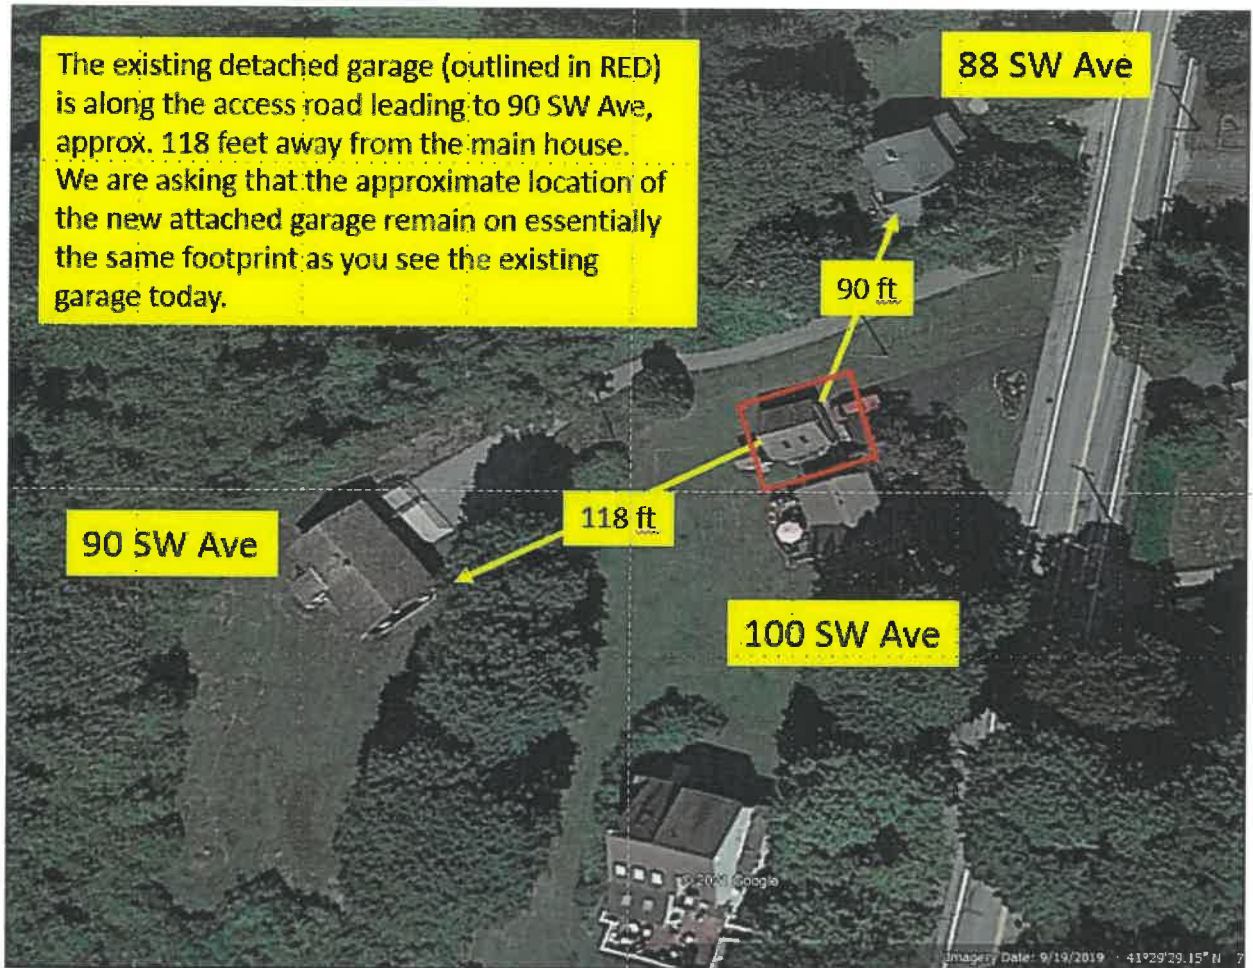 The existing detached garage (outlined in RED)
is along the access road leading to 90 SW Ave,
approx. 118 feet away from the main house.
We are asking that the approximate location of
the new attached garage remain on essentially
the same footprint as you see the existing
garage today.
88 SW Ave
90 ft
118 ft
90 SW Ave
100 SW Ave
© 2021 Google
Imagery Date: 9/19/2019 41°29'29.15" N 7